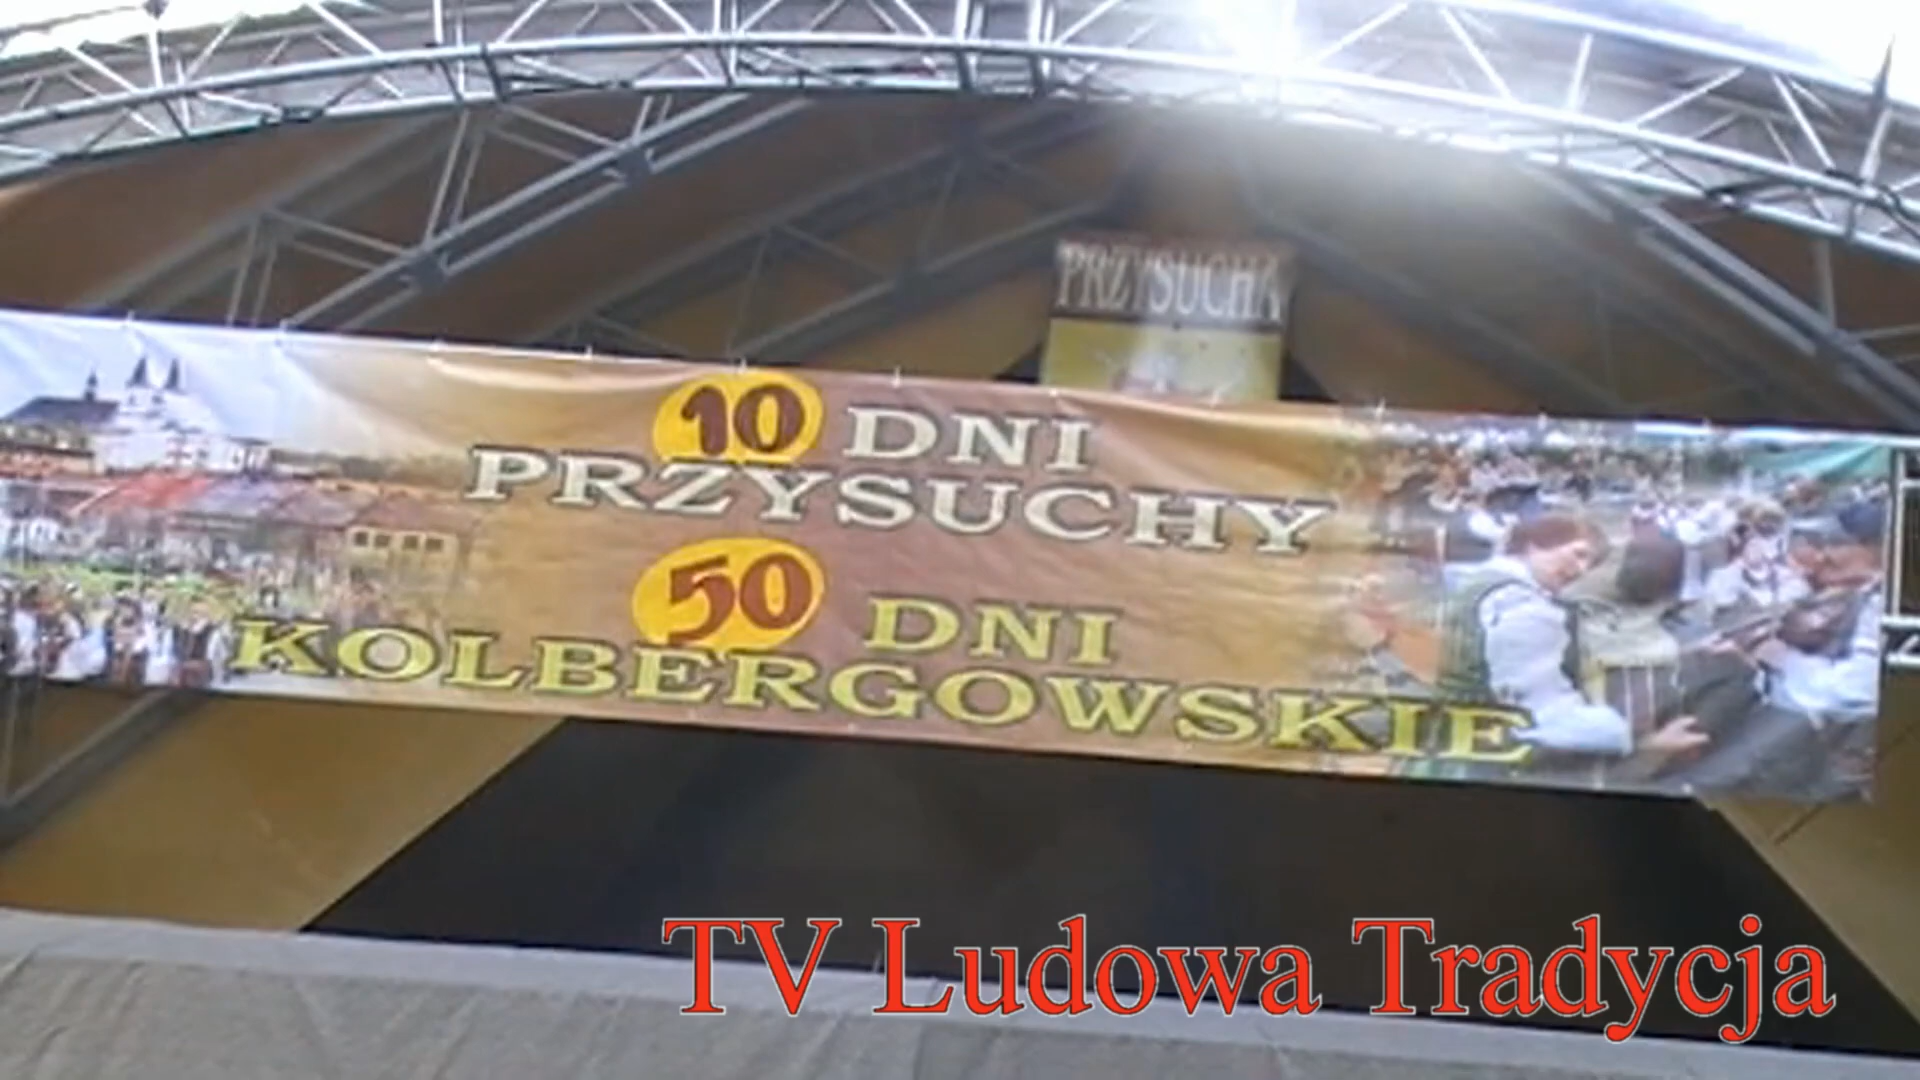 PRZYSUCHA
10 DNI
PRZYSUCHY
50 DNI
KOLBERGOWSKIE
TV Ludowa Tradycja